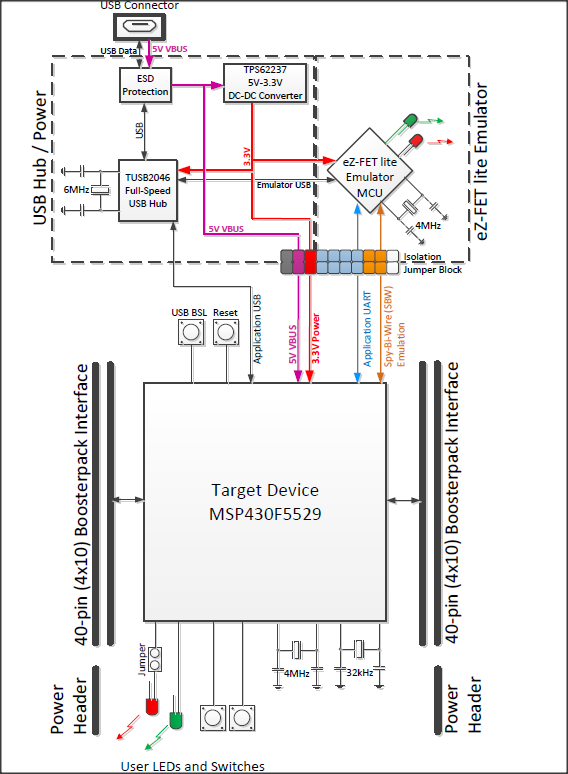 USB Connector
USB Data
5V VBUS
ESD
Protection
TPS62237
5V-3.3V
DC-DC Converter
USB Hub / Power
eZ-FET lite Emulator
USB
3.3V
eZ-FET lite
Emulator
MCU
TUSB2046
Full-Speed
USB Hub
6MHz
Emulator USB
4MHz
5V VBUS
Isolation
Jumper Block
USB BSL
Reset
Application USB
5V VBUS
3.3V Power
Application UART
Spy-Bi-Wire (SBW)
Emulation
40-pin (4x10) Boosterpack Interface
Target Device
MSP430F5529
40-pin (4x10) Boosterpack Interface
Jumper
4MHz
32kHz
Power
Header
Power
Header
User LEDs and Switches